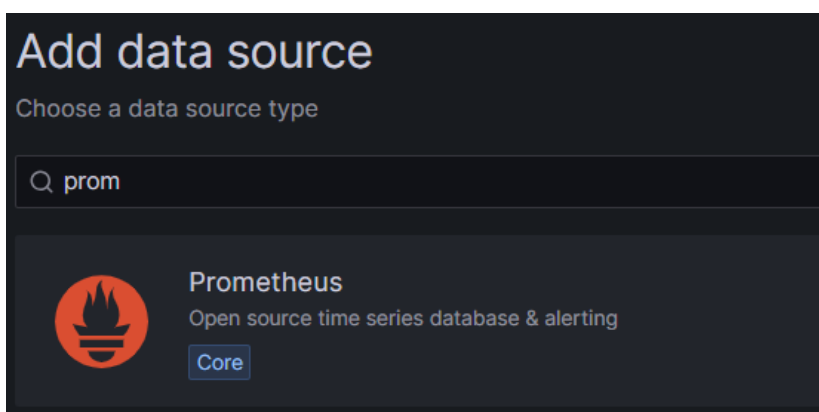 Add data source
Choose a data source type
prom
Prometheus
Open source time series database & alerting
Core